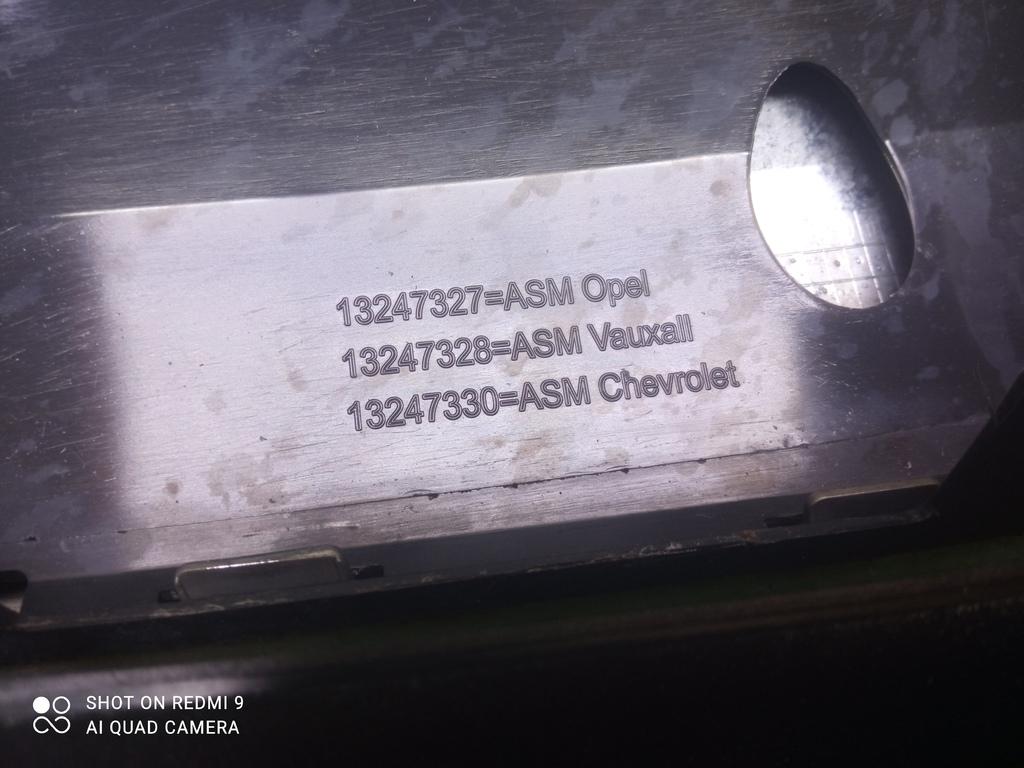 13247327=ASM Opel
13247328=ASM Vauxall
13247330=ASM Chevrolet
SHOT ON REDMI 9
AI QUAD CAMERA